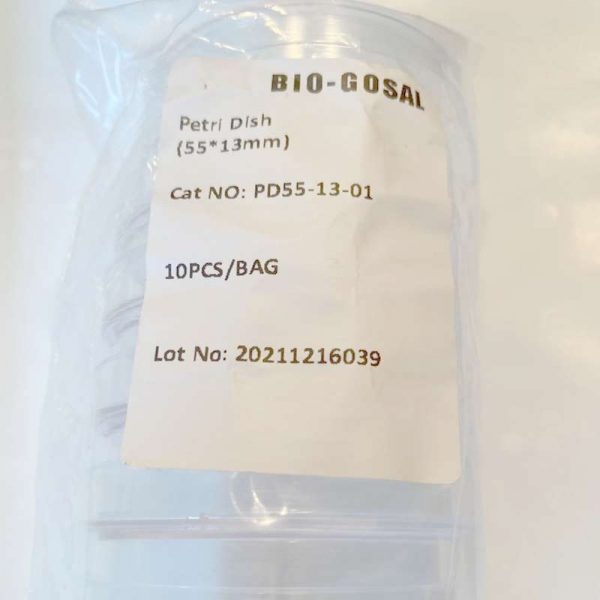 BIO-GOSAL
Petri Dish
(55*13mm)
Cat NO: PD55-13-01
10PCS/BAG
Lot No: 20211216039